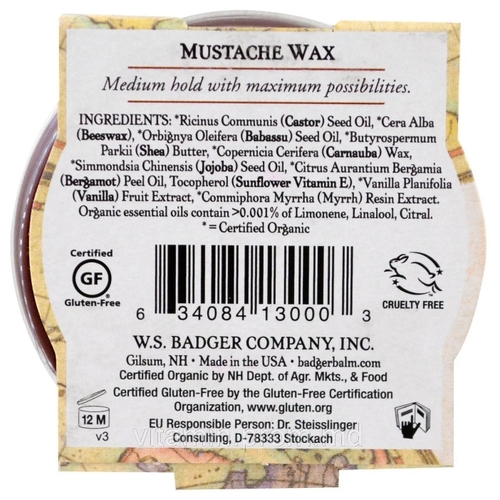 MUSTACHE WAX
Medium hold with maximum possibilities.
INGREDIENTS: *Ricinus Communis (Castor) Seed Oil, *Cera Alba
(Beeswax), *Orbignya Oleifera (Babassu) Seed Oil, *Butyrospermum
Parkii (Shea) Butter, *Copernicia Cerifera (Carnauba) Wax,
*Simmondsia Chinensis (Jojoba) Seed Oil, *Citrus Aurantium Bergamia
(Bergamot) Peel Oil, Tocopherol (Sunflower Vitamin E), *Vanilla Planifolia
(Vanilla) Fruit Extract, *Commiphora Myrrha (Myrrh) Resin Extract.
Organic essential oils contain >0.001% of Limonene, Linalool, Citral.
* = Certified Organic
Certified
GF
Gluten-Free
6 34084 13000 3
CRUELTY FREE
W.S. BADGER COMPANY, INC.
Gilsum, NH • Made in the USA • badgerbalm.com
Certified Organic by NH Dept. of Agr. Mkts., & Food
Certified Gluten-Free by the Gluten-Free Certification
Organization, www.gluten.org
EU Responsible Person: Dr. Steisslinger
Consulting, D-78333 Stockach
12 M
v3